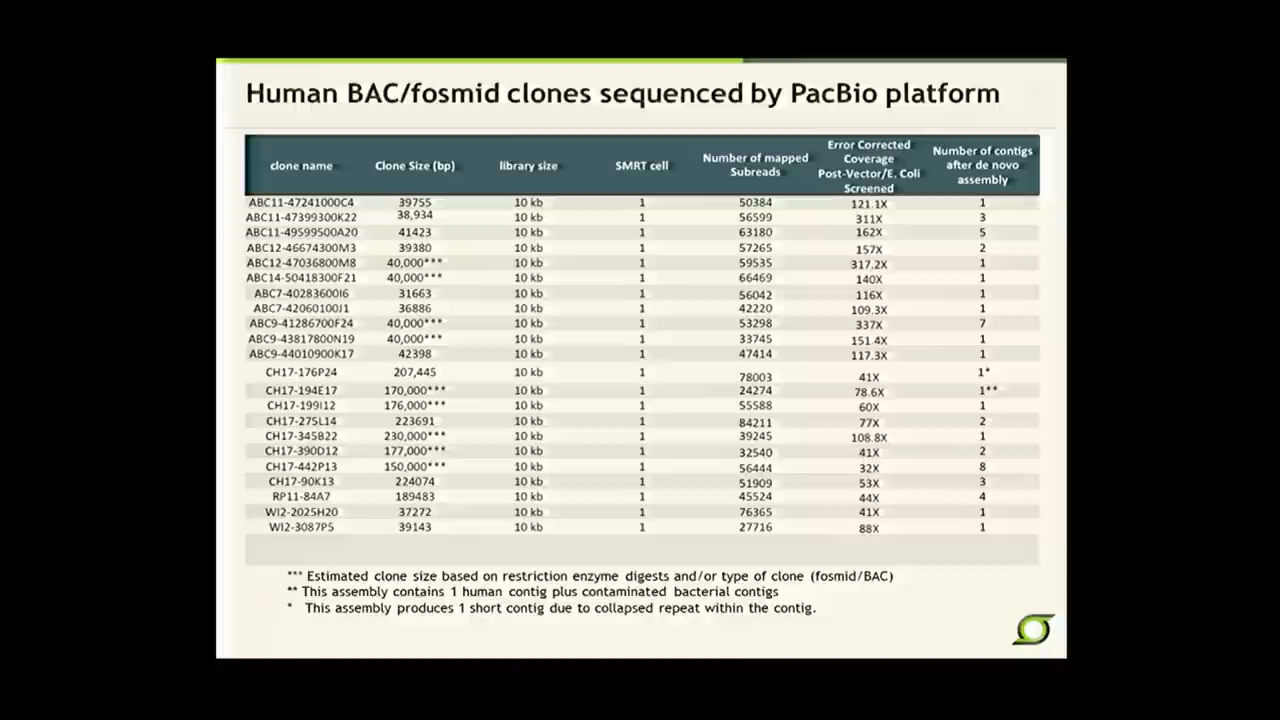 Human BAC/fosmid clones sequenced by PacBio platform
clone name Clone Size (bp) library size SMRT cell Number of mapped Subreads Error Corrected Coverage Post-Vector/E. Coli Screened Number of contigs after de novo assembly
ABC11-47241000C4 39755 10 kb 1 50384 121.1X 1
ABC11-47399300K22 38,934 10 kb 1 56599 311X 3
ABC11-49599500A20 41423 10 kb 1 63180 162X 5
ABC12-46674300M3 39380 10 kb 1 57265 157X 2
ABC12-47036800M8 40,000*** 10 kb 1 59535 317.2X 1
ABC14-50418300F21 40,000*** 10 kb 1 66469 140X 1
ABC7-40283600I6 31663 10 kb 1 56042 116X 1
ABC7-42060100J1 36886 10 kb 1 42220 109.3X 1
ABC9-41286700F24 40,000*** 10 kb 1 53298 337X 7
ABC9-43817800N19 40,000*** 10 kb 1 33745 151.4X 1
ABC9-44010900K17 42398 10 kb 1 47414 117.3X 1
CH17-176P24 207,445 10 kb 1 78003 41X 1*
CH17-194E17 170,000*** 10 kb 1 24274 78.6X 1**
CH17-199I12 176,000*** 10 kb 1 55588 60X 1
CH17-275L14 223691 10 kb 1 84211 77X 2
CH17-345B22 230,000*** 10 kb 1 39245 108.8X 1
CH17-390D12 177,000*** 10 kb 1 32540 41X 2
CH17-442P13 150,000*** 10 kb 1 56444 32X 8
CH17-90K13 224074 10 kb 1 51909 53X 3
RP11-84A7 189483 10 kb 1 45524 44X 4
WI2-2025H20 37272 10 kb 1 76365 41X 1
WI2-3087P5 39143 10 kb 1 27716 88X 1
*** Estimated clone size based on restriction enzyme digests and/or type of clone (fosmid/BAC)
** This assembly contains 1 human contig plus contaminated bacterial contigs
* This assembly produces 1 short contig due to collapsed repeat within the contig.